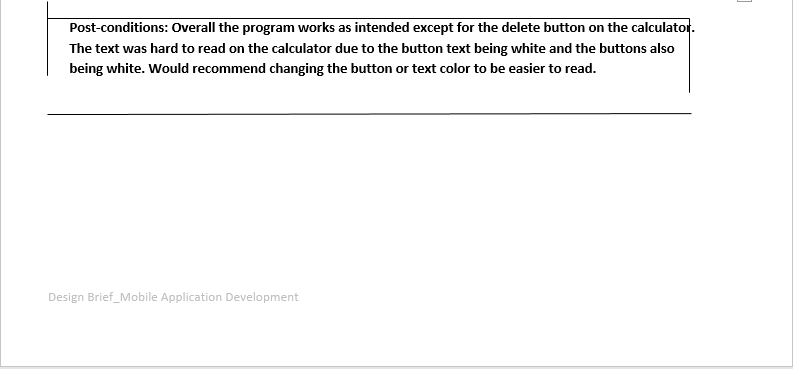 Post-conditions: Overall the program works as intended except for the delete button on the calculator.
The text was hard to read on the calculator due to the button text being white and the buttons also
being white. Would recommend changing the button or text color to be easier to read.
Design Brief_Mobile Application Development